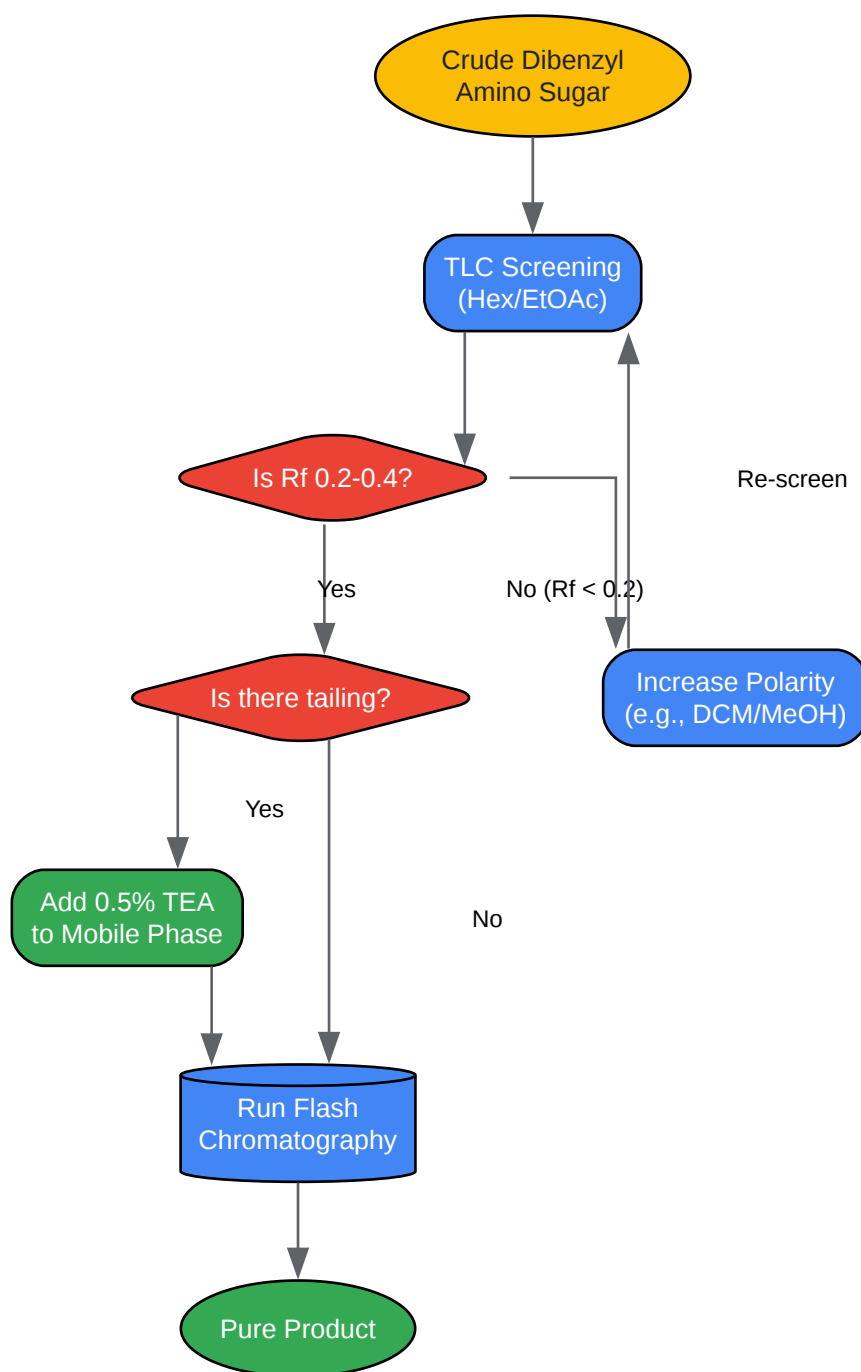 Crude Dibenzyl
Amino Sugar
TLC Screening
(Hex/EtOAc)
Is Rf 0.2-0.4?
Re-screen
Yes
No (Rf < 0.2)
Is there tailing?
Increase Polarity
(e.g., DCM/MeOH)
Yes
Add 0.5% TEA
to Mobile Phase
No
Run Flash
Chromatography
Pure Product